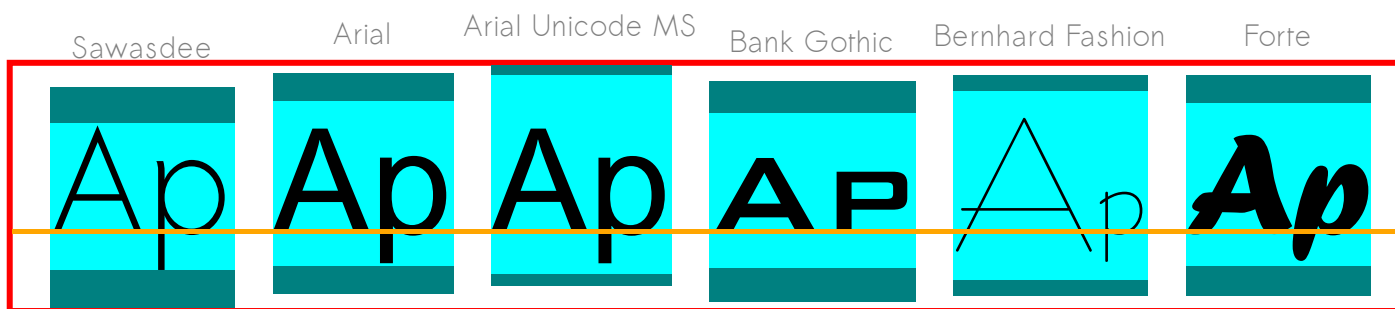 Sawasdee Arial Arial Unicode MS Bank Gothic Bernhard Fashion Forte
Ap Ap Ap AP Ap Ap